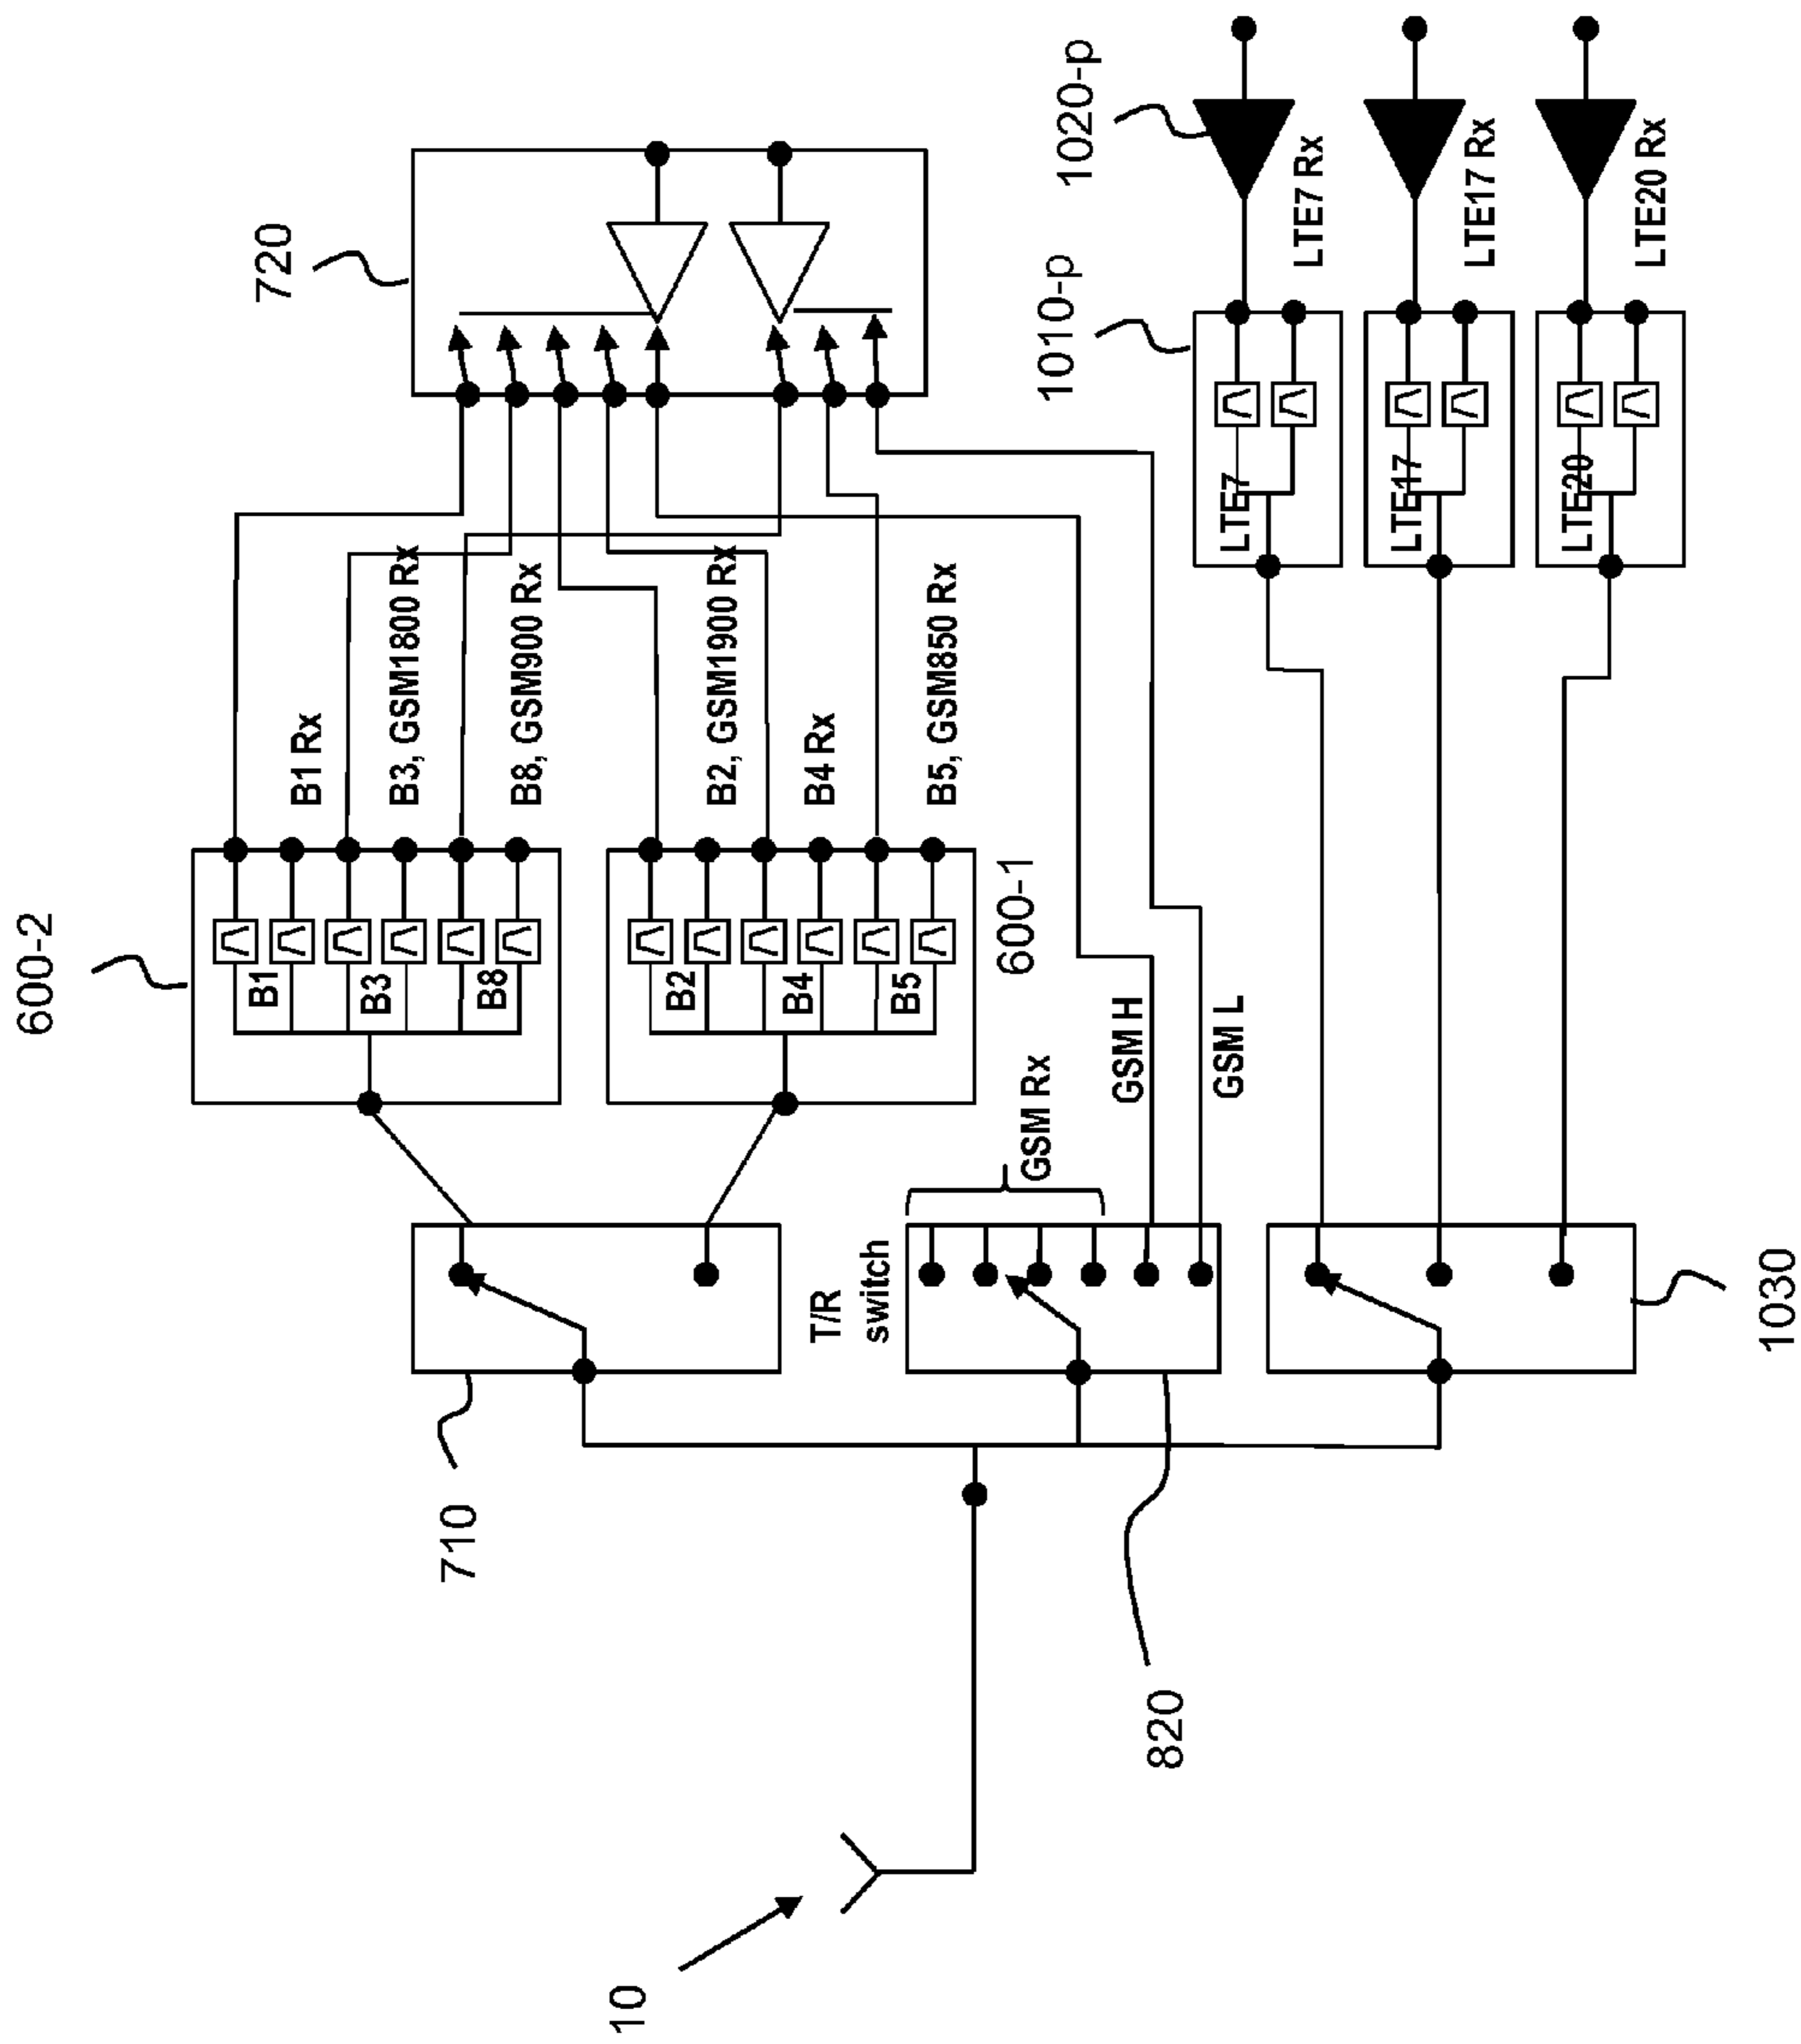 600-2
B1
B3
B8
B1 Rx
B3, GSM1800 Rx
B8, GSM900 Rx
720
B2
B4
B5
B2, GSM1900 Rx
B4 Rx
B5, GSM850 Rx
600-1
710
T/R
switch
GSM Rx
GSM H
GSM L
820
10
1010-p
1020-p
LTE7
LTE7 Rx
LTE17
LTE17 Rx
LTE20
LTE20 Rx
1030